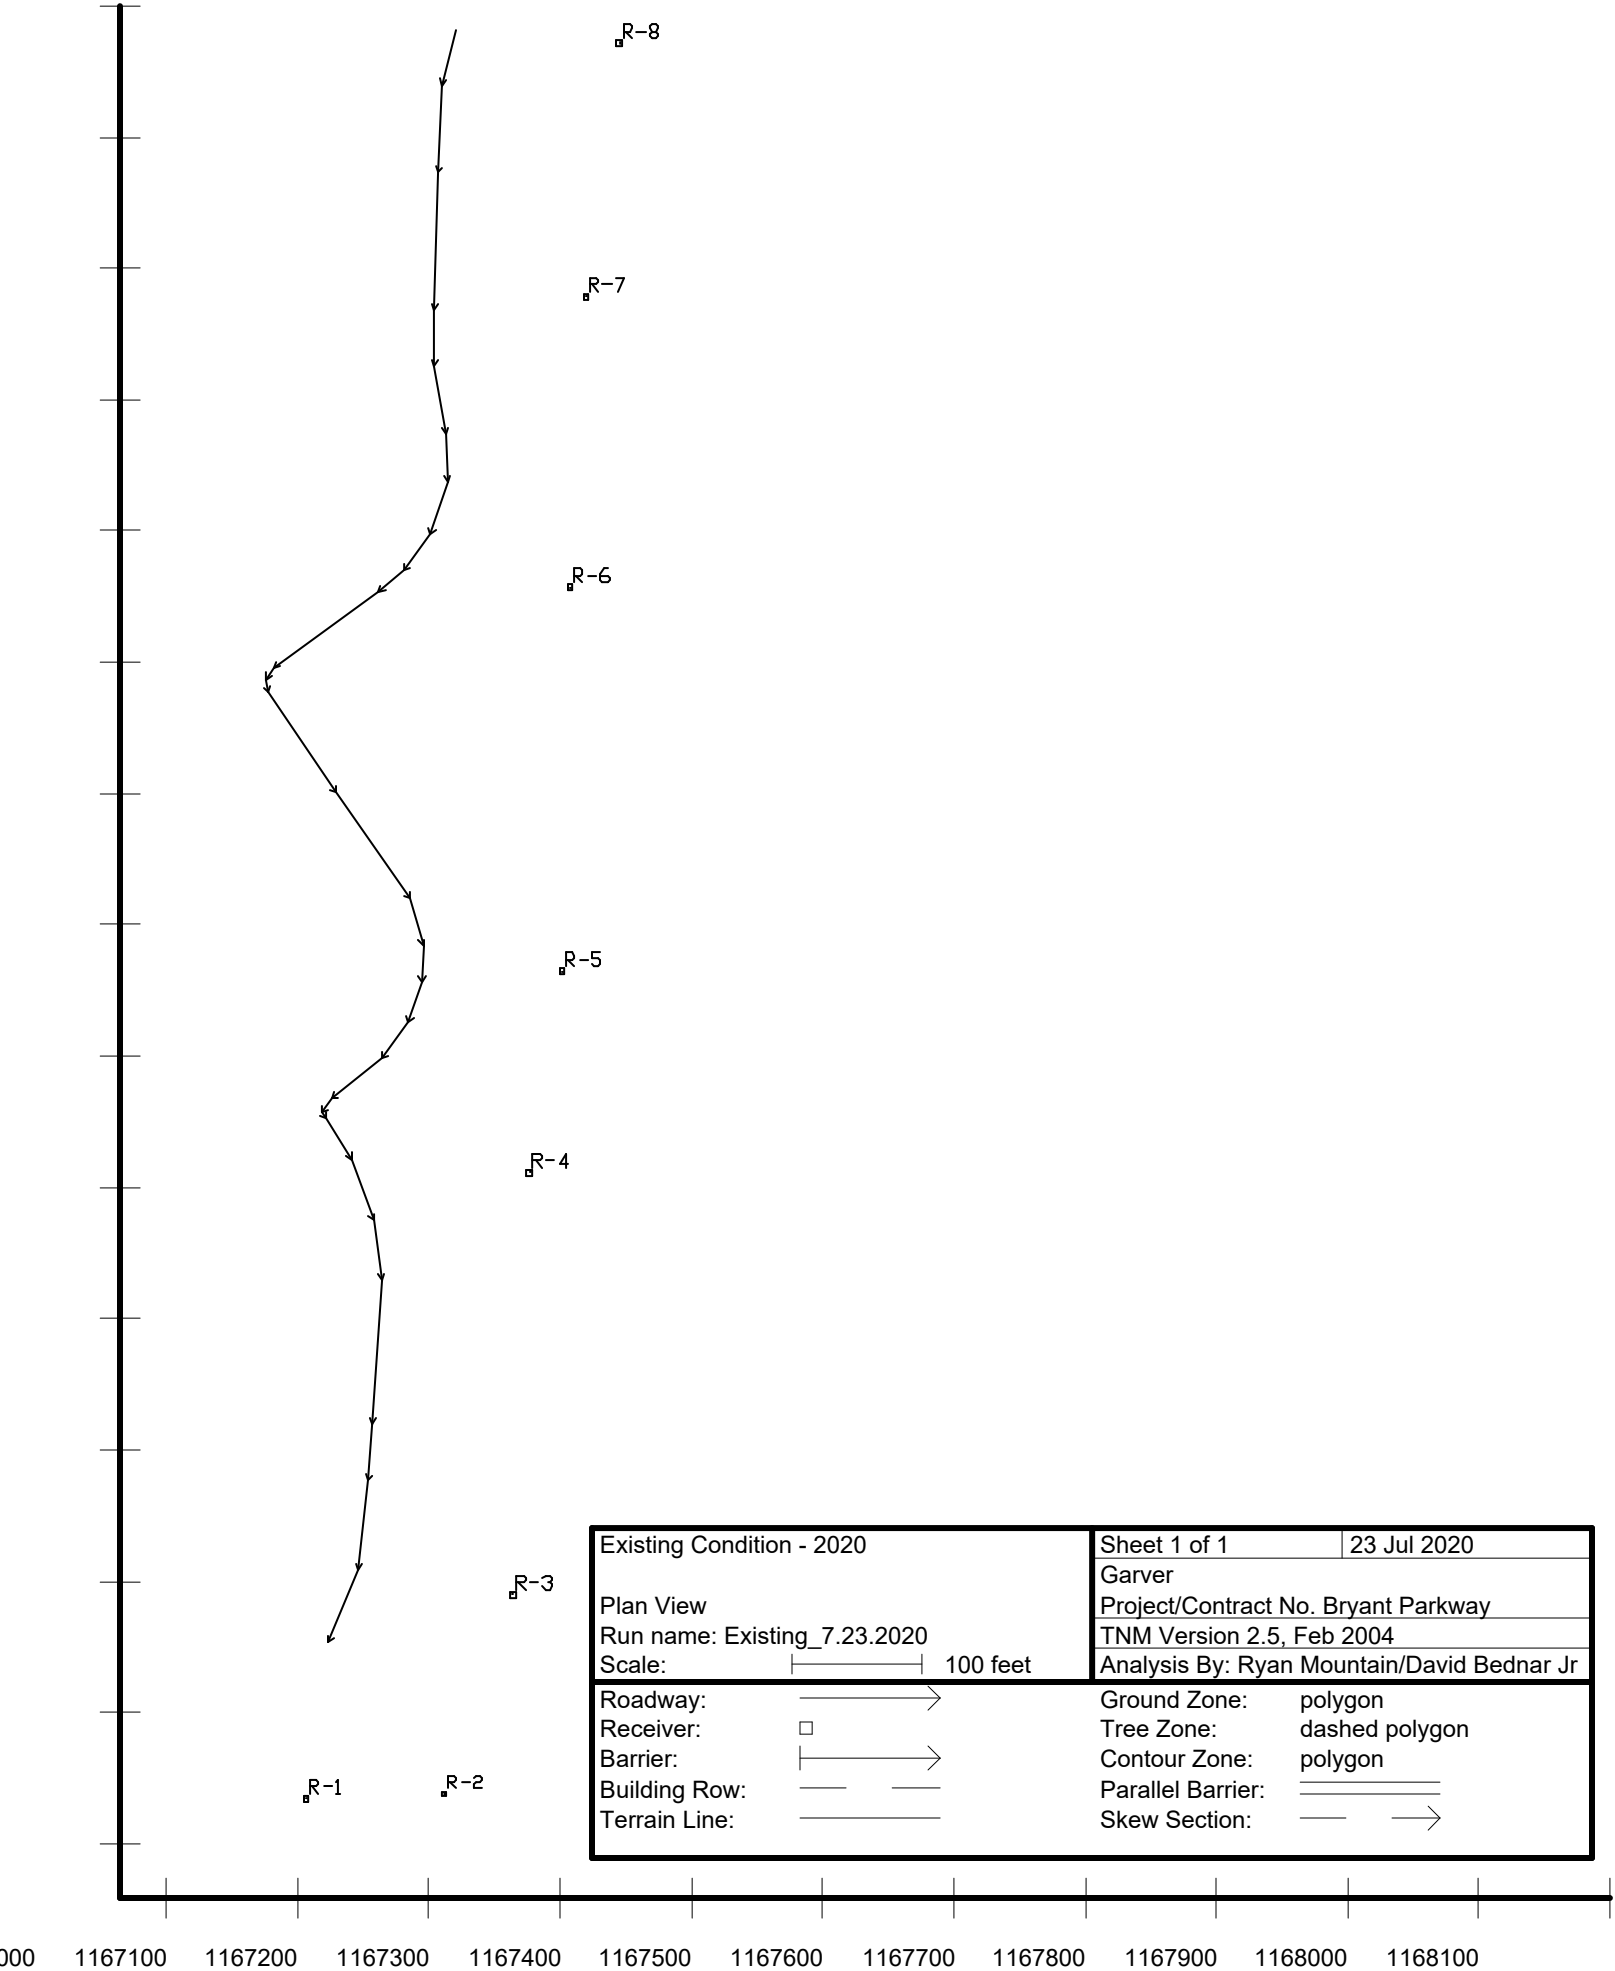 R-8
R-7
R-6
R-5
R-4
R-3
R-1
R-2
Existing Condition - 2020
Plan View
Run name: Existing_7.23.2020
Scale: 100 feet
Sheet 1 of 1 23 Jul 2020
Garver
Project/Contract No. Bryant Parkway
TNM Version 2.5, Feb 2004
Analysis By: Ryan Mountain/David Bednar Jr
Roadway:
Receiver:
Barrier:
Building Row:
Terrain Line:
Ground Zone: polygon
Tree Zone: dashed polygon
Contour Zone: polygon
Parallel Barrier:
Skew Section:
000 1167100 1167200 1167300 1167400 1167500 1167600 1167700 1167800 1167900 1168000 1168100